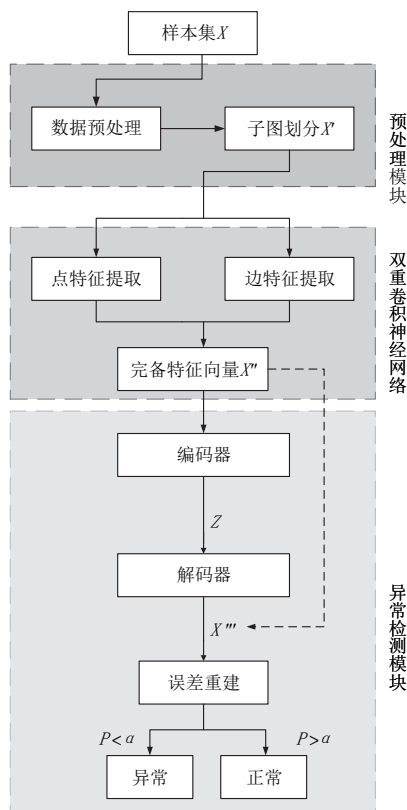 样本集X
数据预处理
子图划分X′
预处理模块
点特征提取
边特征提取
双重卷积神经网络
完备特征向量X″
编码器
Z
解码器
X‴
异常检测模块
误差重建
P<α
P>α
异常
正常